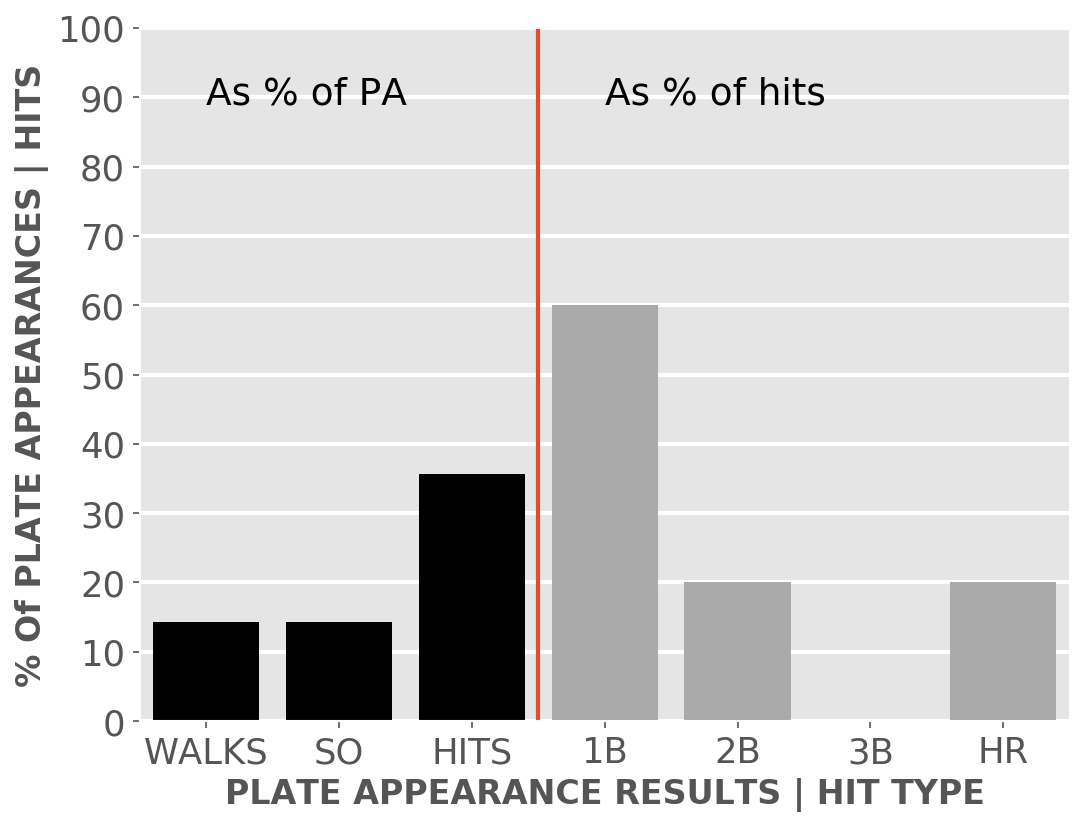 100
90
80
70
60
50
40
30
20
10
0
% Of PLATE APPEARANCES | HITS
As % of PA
As % of hits
WALKS SO HITS 1B 2B 3B HR
PLATE APPEARANCE RESULTS | HIT TYPE